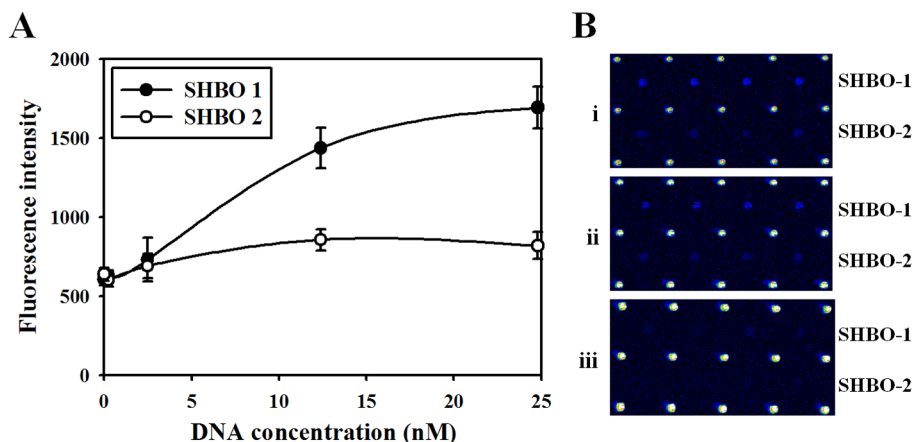 A
Fluorescence intensity
2000
1500
1000
500
0
SHBO 1
SHBO 2
0 5 10 15 20 25
DNA concentration (nM)
B
i
SHBO-1
SHBO-2
ii
SHBO-1
SHBO-2
iii
SHBO-1
SHBO-2